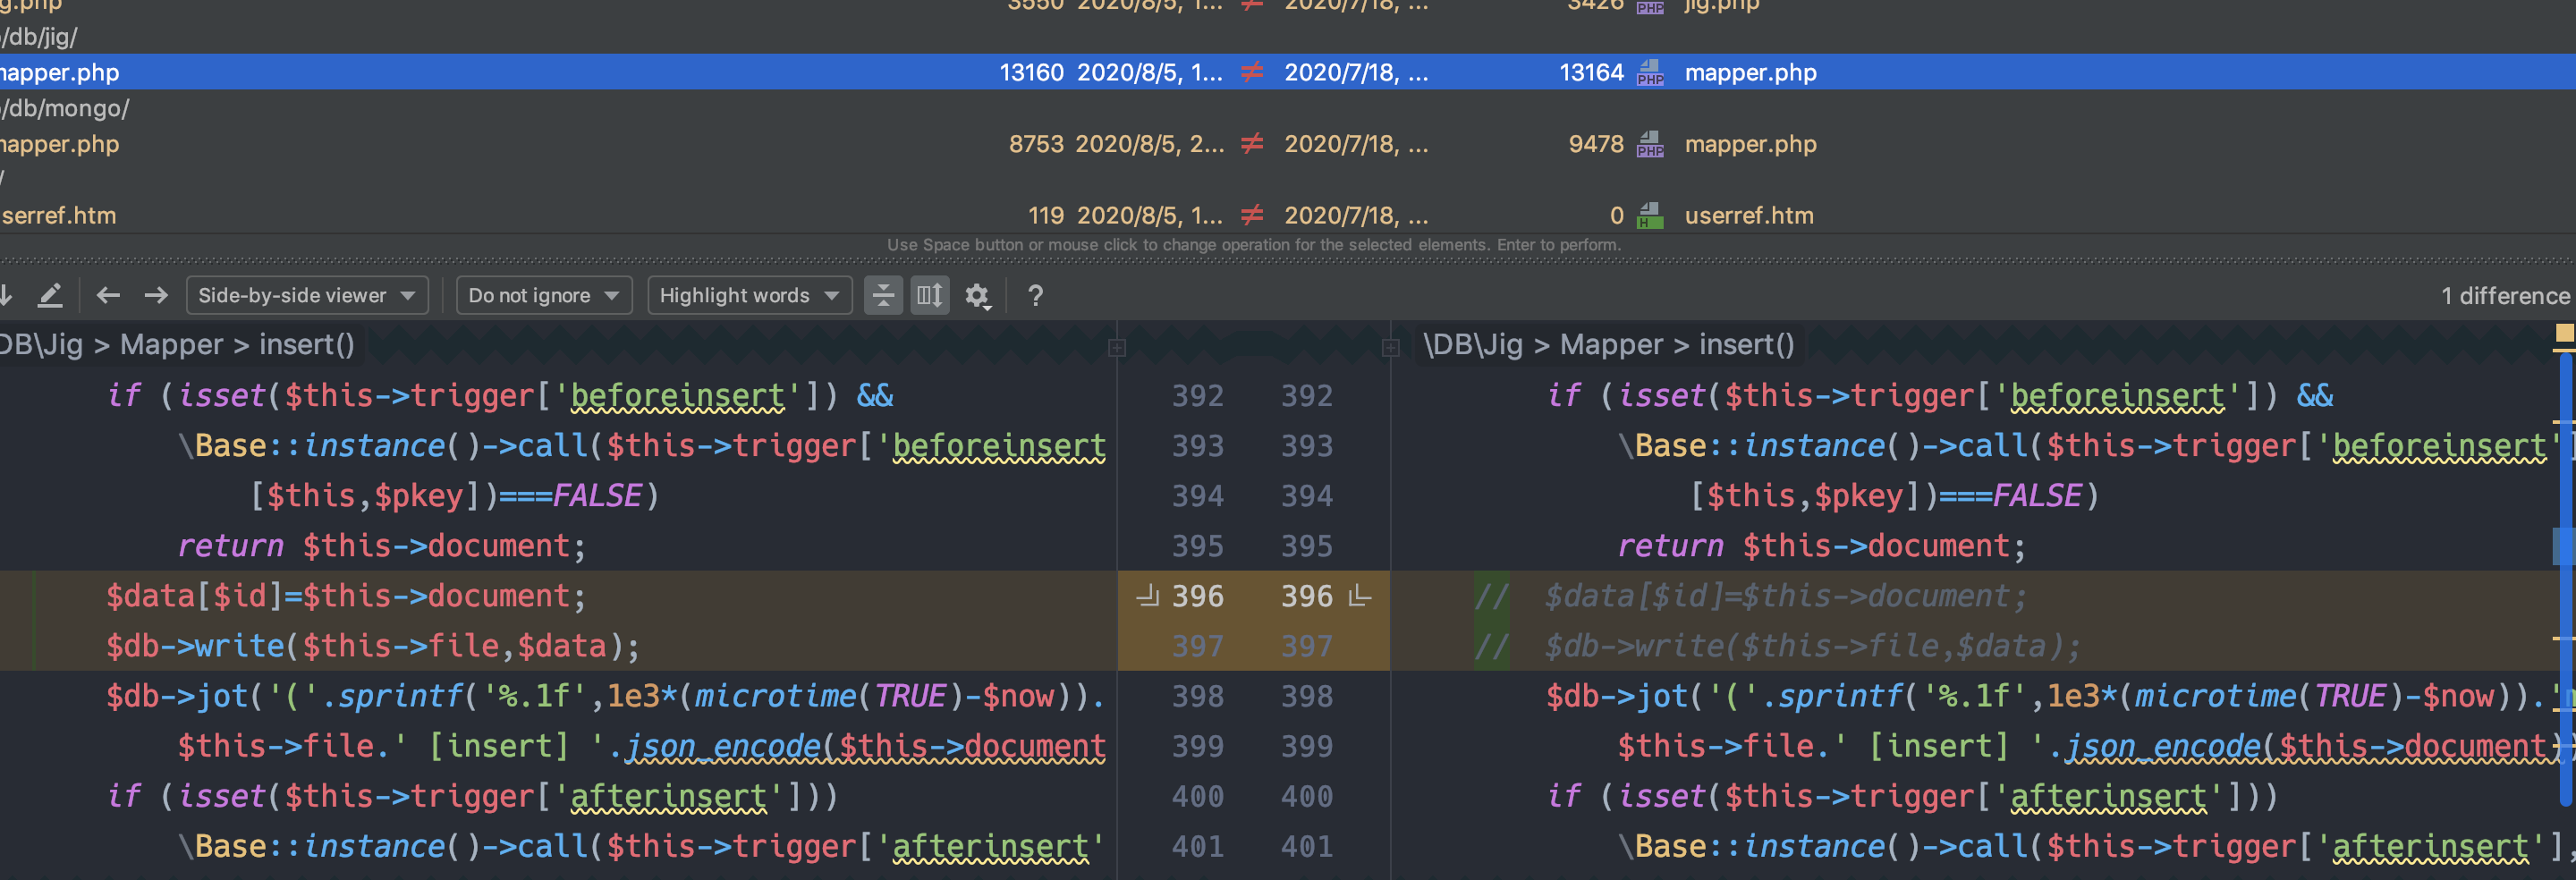 g.php 3550 2020/8/5, 1... ≠ 2020/7/18, ... 3426 PHP jig.php
/db/jig/
mapper.php 13160 2020/8/5, 1... ≠ 2020/7/18, ... 13164 PHP mapper.php
/db/mongo/
mapper.php 8753 2020/8/5, 2... ≠ 2020/7/18, ... 9478 PHP mapper.php
/
serref.htm 119 2020/8/5, 1... ≠ 2020/7/18, ... 0 H userref.htm
Use Space button or mouse click to change operation for the selected elements. Enter to perform.
Side-by-side viewer Do not ignore Highlight words ? 1 difference
DB\Jig > Mapper > insert() \DB\Jig > Mapper > insert()
if (isset($this->trigger['beforeinsert']) && 392 392 if (isset($this->trigger['beforeinsert']) &&
\Base::instance()->call($this->trigger['beforeinsert 393 393 \Base::instance()->call($this->trigger['beforeinsert']
[$this,$pkey])===FALSE) 394 394 [$this,$pkey])===FALSE)
return $this->document; 395 395 return $this->document;
$data[$id]=$this->document; 396 396 // $data[$id]=$this->document;
$db->write($this->file,$data); 397 397 // $db->write($this->file,$data);
$db->jot('('.sprintf('%.1f',1e3*(microtime(TRUE)-$now)). 398 398 $db->jot('('.sprintf('%.1f',1e3*(microtime(TRUE)-$now)).'
$this->file.' [insert] '.json_encode($this->document 399 399 $this->file.' [insert] '.json_encode($this->document)
if (isset($this->trigger['afterinsert'])) 400 400 if (isset($this->trigger['afterinsert']))
\Base::instance()->call($this->trigger['afterinsert' 401 401 \Base::instance()->call($this->trigger['afterinsert'],